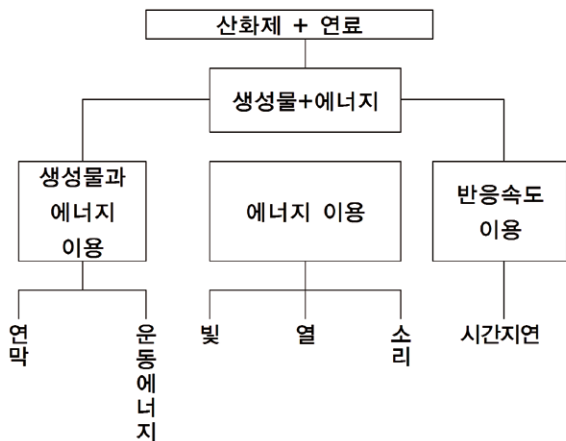 산화제 + 연료
생성물+에너지
생성물과
에너지
이용
에너지 이용
반응속도
이용
연막
운동에너지
빛
열
소리
시간지연